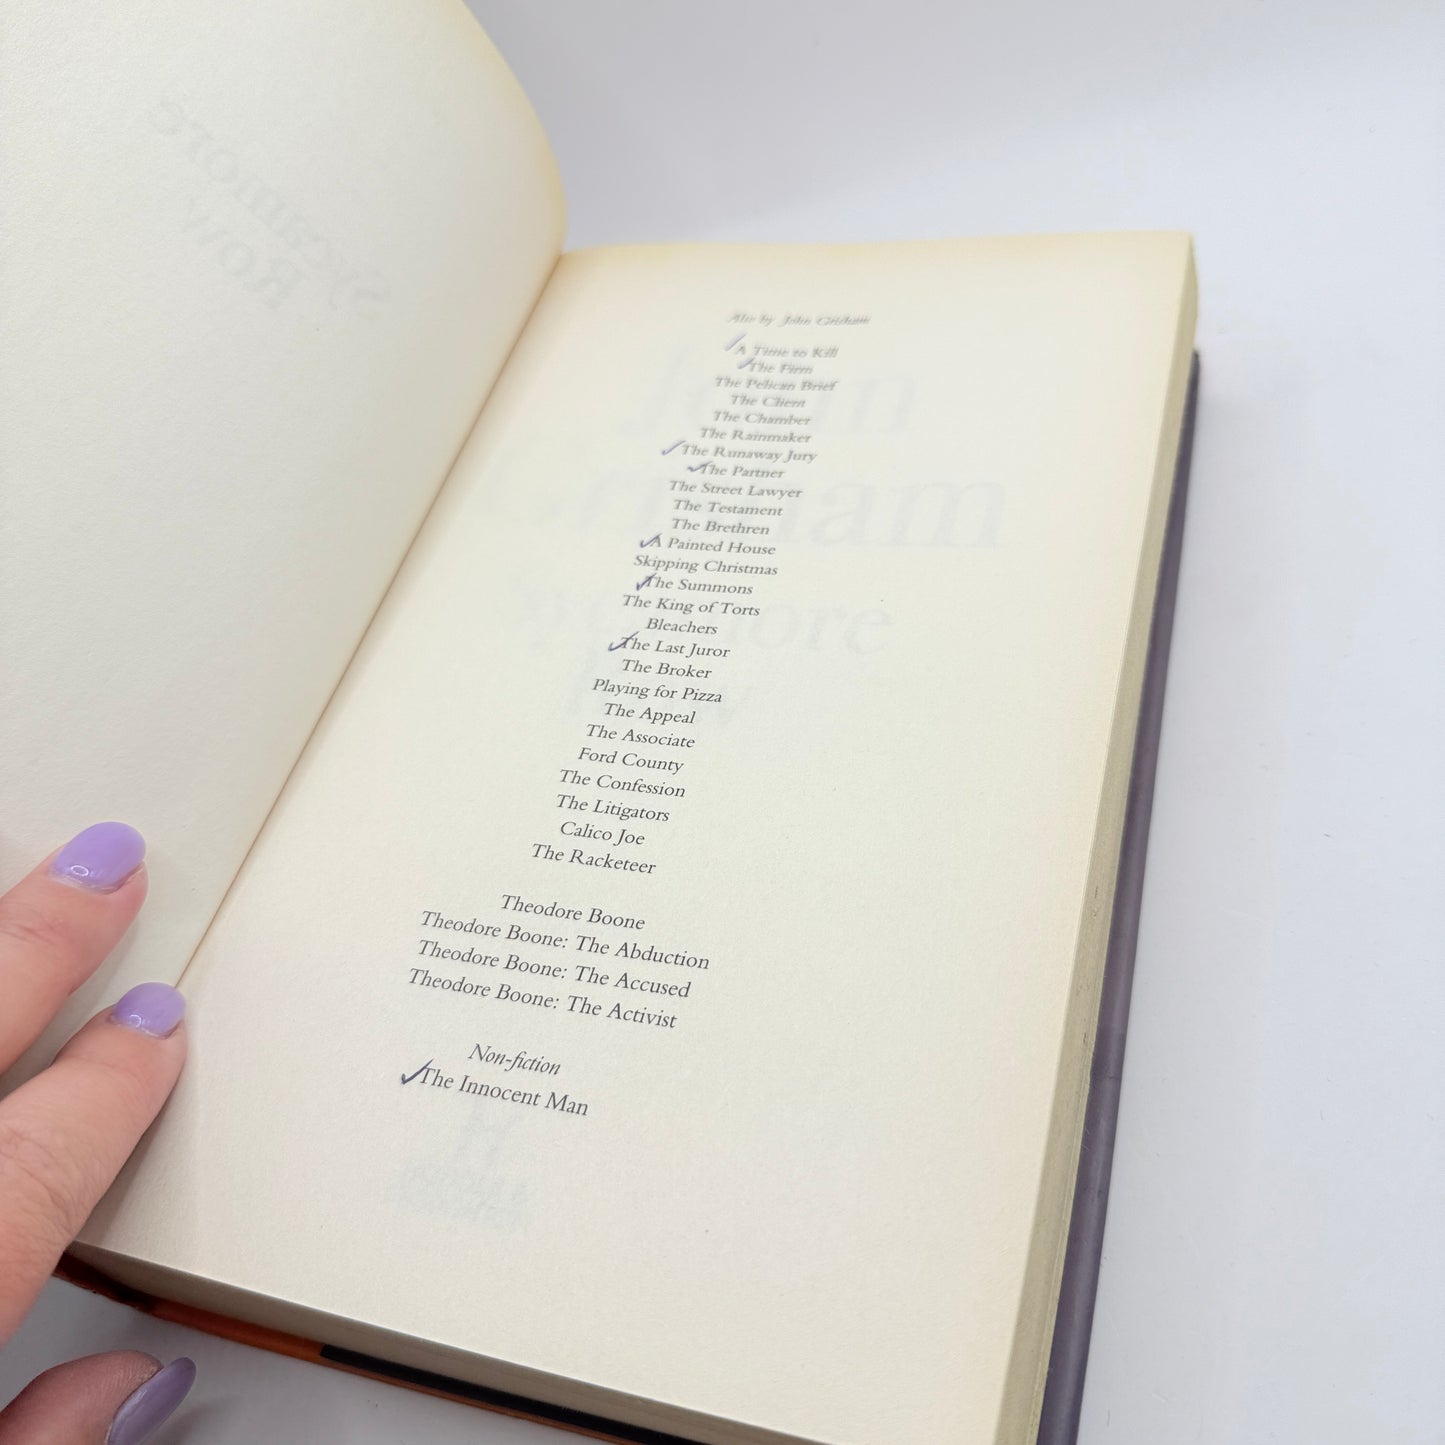 Sycamore
Row
Also by John Grisham
A Time to Kill
The Firm
The Pelican Brief
The Client
The Chamber
The Rainmaker
The Runaway Jury
The Partner
The Street Lawyer
The Testament
The Brethren
A Painted House
Skipping Christmas
The Summons
The King of Torts
Bleachers
The Last Juror
The Broker
Playing for Pizza
The Appeal
The Associate
Ford County
The Confession
The Litigators
Calico Joe
The Racketeer
Theodore Boone
Theodore Boone: The Abduction
Theodore Boone: The Accused
Theodore Boone: The Activist
Non-fiction
The Innocent Man